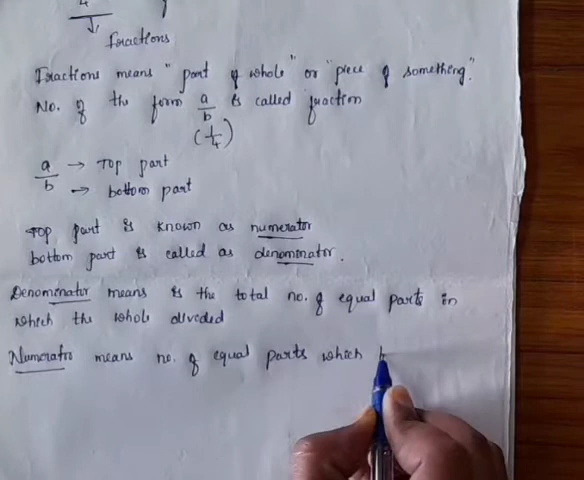 4
Fractions
Fractions means "part of whole" or "piece of something."
No. of the form a/b is called fraction
(1/4)
a/b → Top part
→ bottom part
Top part is known as numerator
bottom part is called as denominator.
Denominator means is the total no. of equal parts in
which the whole divided
Numerator means no. of equal parts which